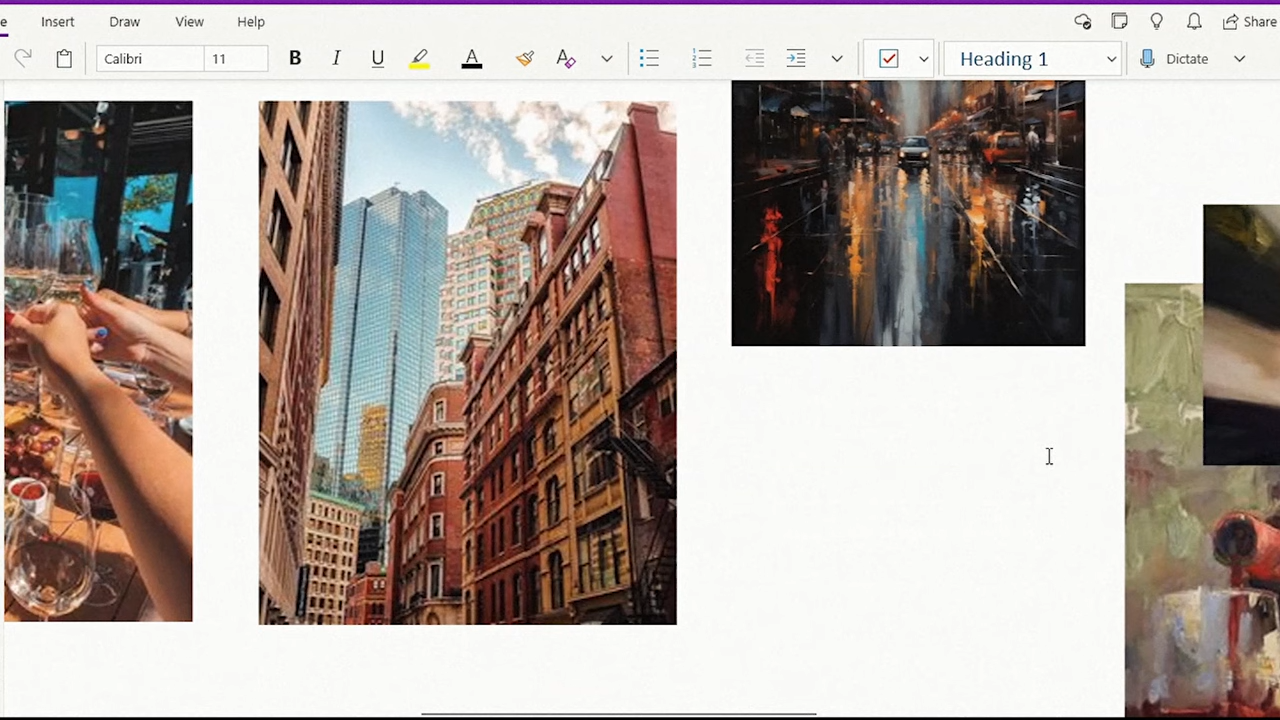 e Insert Draw View Help Share
Calibri 11 B I U A A Heading 1 Dictate